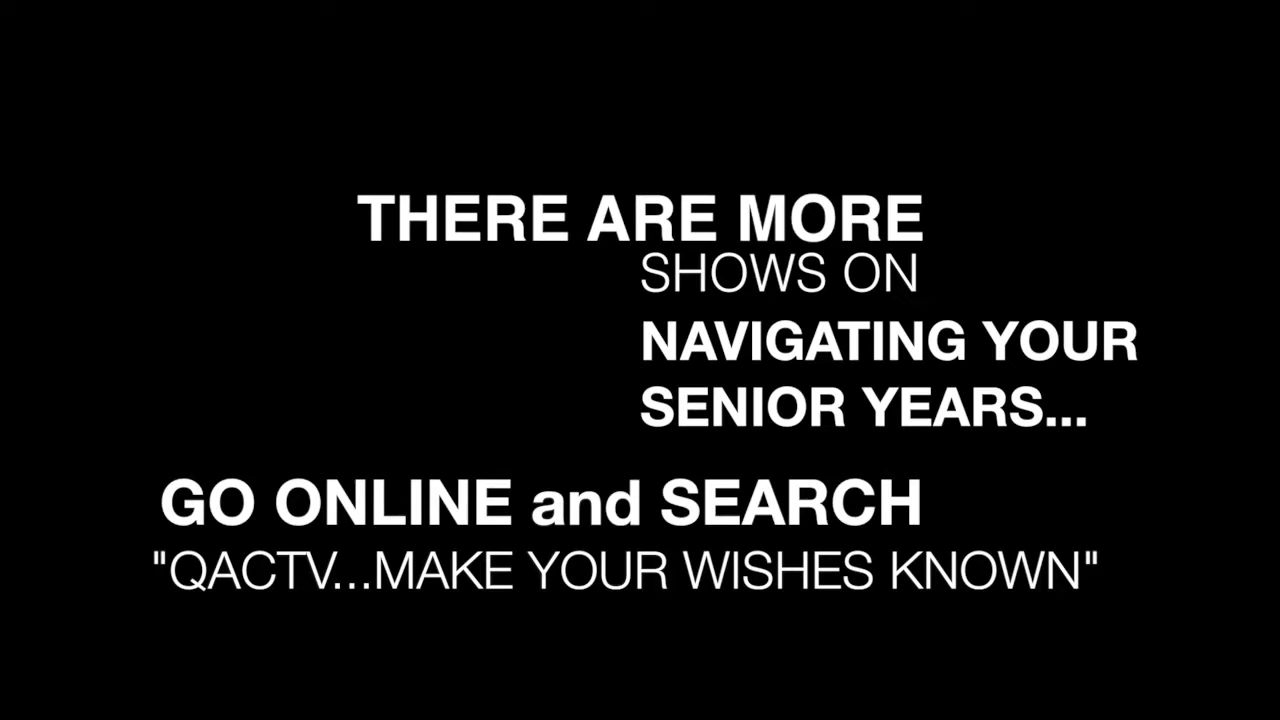 THERE ARE MORE
SHOWS ON
NAVIGATING YOUR
SENIOR YEARS...
GO ONLINE and SEARCH
"QACTV...MAKE YOUR WISHES KNOWN"